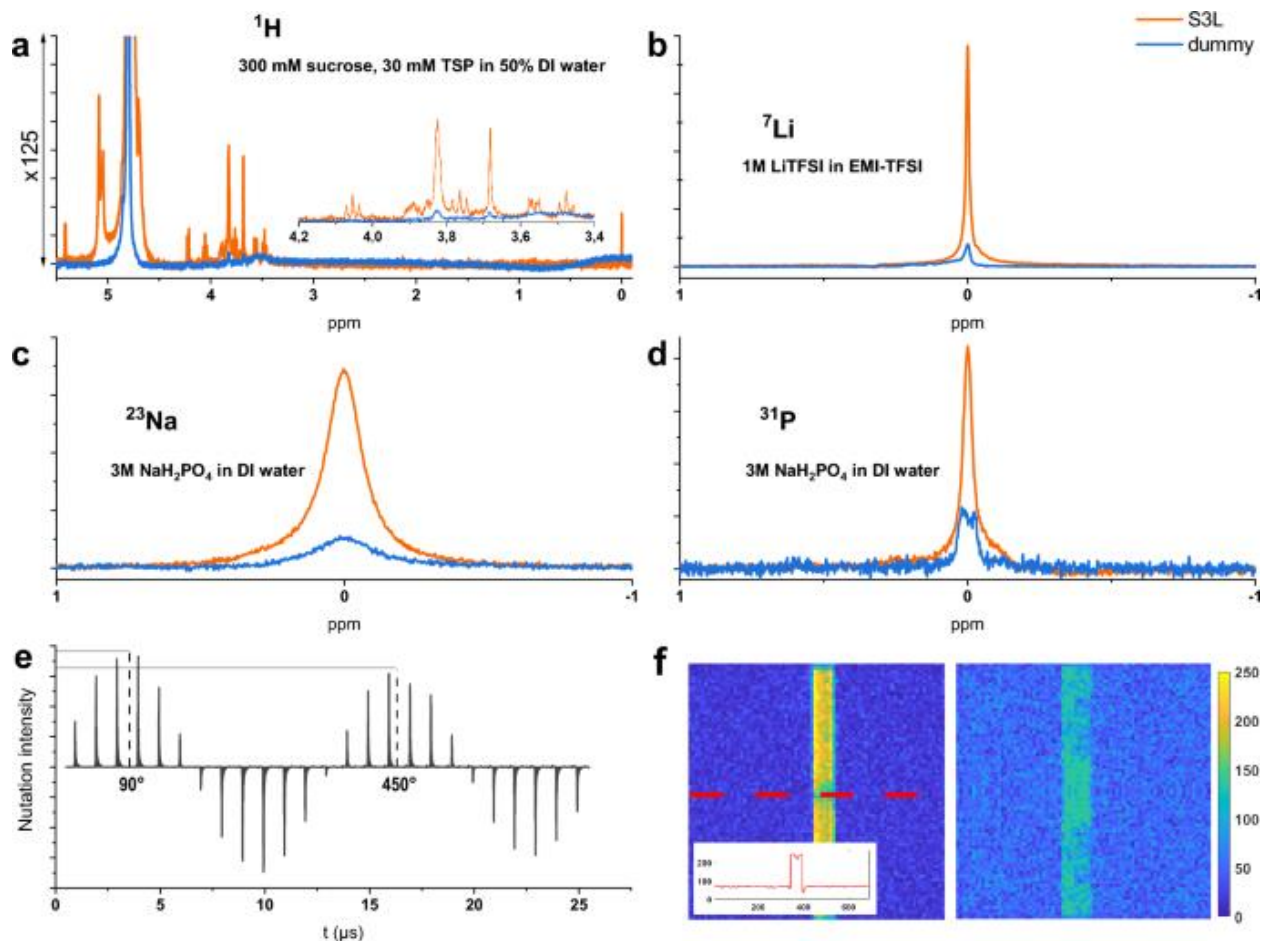 a
¹H
300 mM sucrose, 30 mM TSP in 50% DI water
x 125
4,2 4,0 3,8 3,6 3,4
5 4 3 2 1 0
ppm
b
S3L
dummy
⁷Li
1M LiTFSI in EMI-TFSI
1 0 -1
ppm
c
²³Na
3M NaH₂PO₄ in DI water
1 0 -1
ppm
d
³¹P
3M NaH₂PO₄ in DI water
1 0 -1
ppm
e
Nutation intensity
90°
450°
0 5 10 15 20 25
t (µs)
f
200
100
0
200 400 600
250
200
150
100
50
0